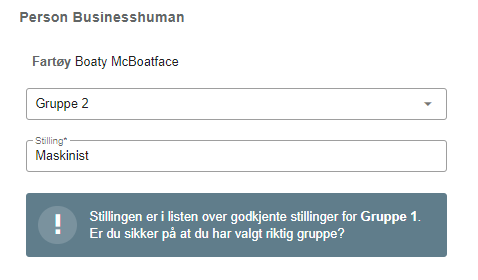 Person Businesshuman
Fartøy Boaty McBoatface
Gruppe 2
Stilling*
Maskinist
Stillingen er i listen over godkjente stillinger for Gruppe 1.
Er du sikker på at du har valgt riktig gruppe?